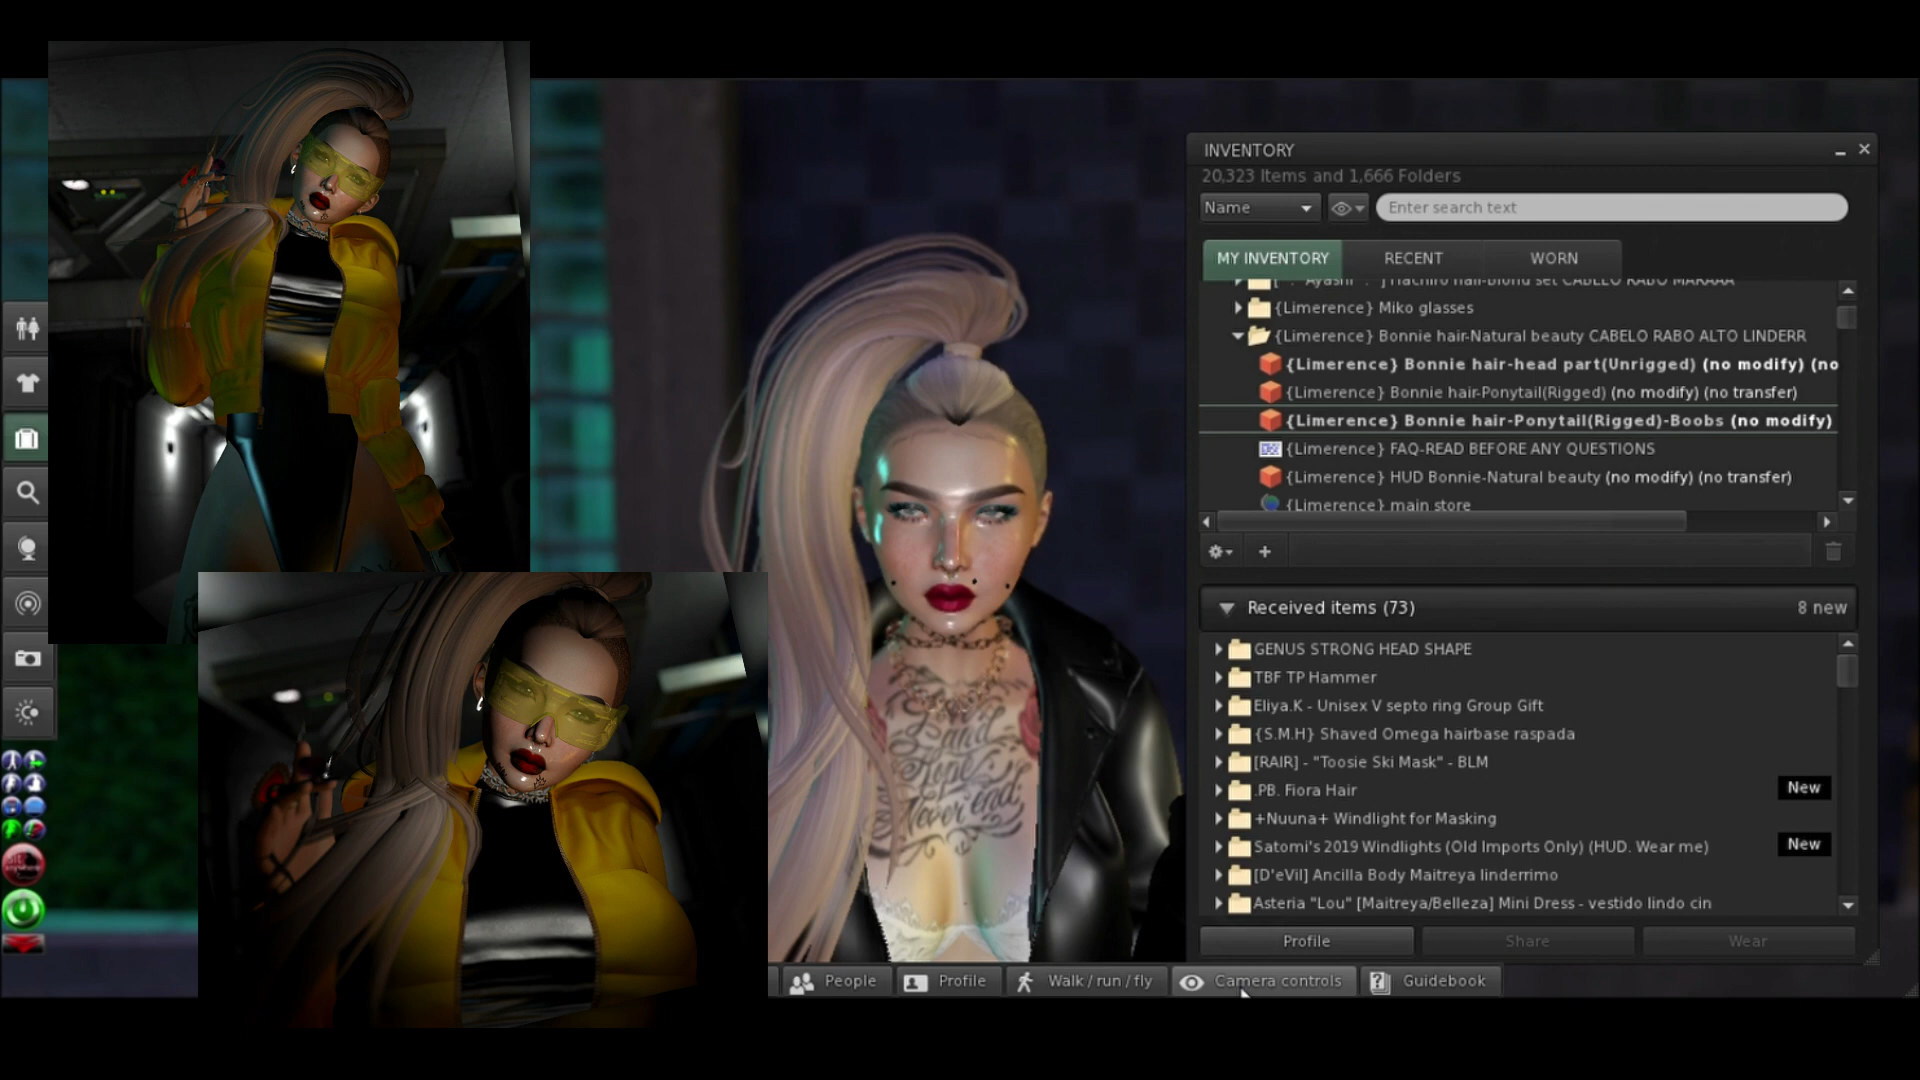 INVENTORY
20,323 Items and 1,666 Folders
Name
Enter search text
MY INVENTORY
RECENT
WORN
hair-blond set CABELO RABO
{Limerence} Miko glasses
{Limerence} Bonnie hair-Natural beauty CABELO RABO ALTO LINDERR
{Limerence} Bonnie hair-head part(Unrigged) (no modify) (no
{Limerence} Bonnie hair-Ponytail(Rigged) (no modify) (no transfer)
{Limerence} Bonnie hair-Ponytail(Rigged)-Boobs (no modify)
{Limerence} FAQ-READ BEFORE ANY QUESTIONS
{Limerence} HUD Bonnie-Natural beauty (no modify) (no transfer)
{Limerence} main store
Received items (73)
8 new
GENUS STRONG HEAD SHAPE
TBF TP Hammer
Eliya.K - Unisex V septo ring Group Gift
{S.M.H} Shaved Omega hairbase raspada
[RAIR] - "Toosie Ski Mask" - BLM
.PB. Fiora Hair
New
+Nuuna+ Windlight for Masking
Satomi's 2019 Windlights (Old Imports Only) (HUD. Wear me)
New
[D'eVil] Ancilla Body Maitreya linderrimo
Asteria "Lou" [Maitreya/Belleza] Mini Dress - vestido lindo cin
Profile
Share
Wear
Never end;
People
Profile
Walk / run / fly
Camera controls
Guidebook